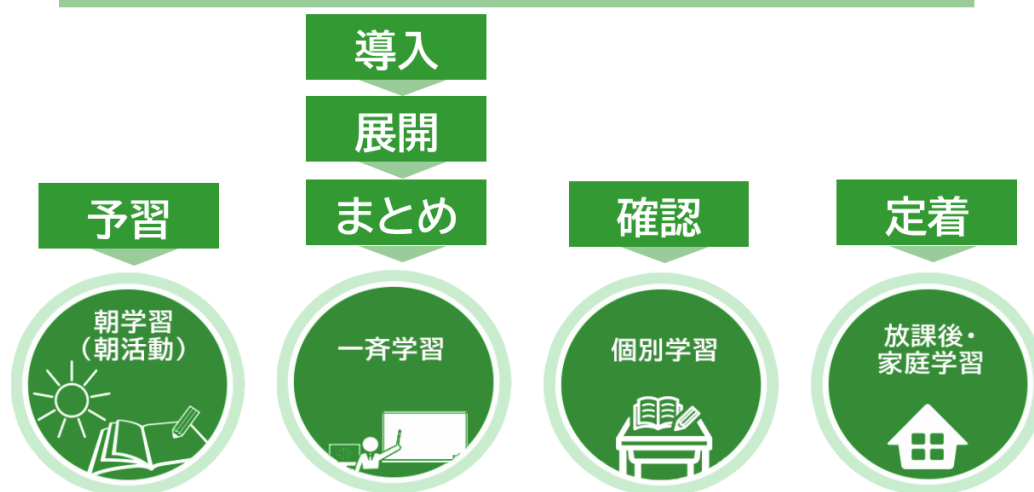 導入
展開
予習
まとめ
確認
定着
朝学習
（朝活動）
一斉学習
個別学習
放課後・
家庭学習